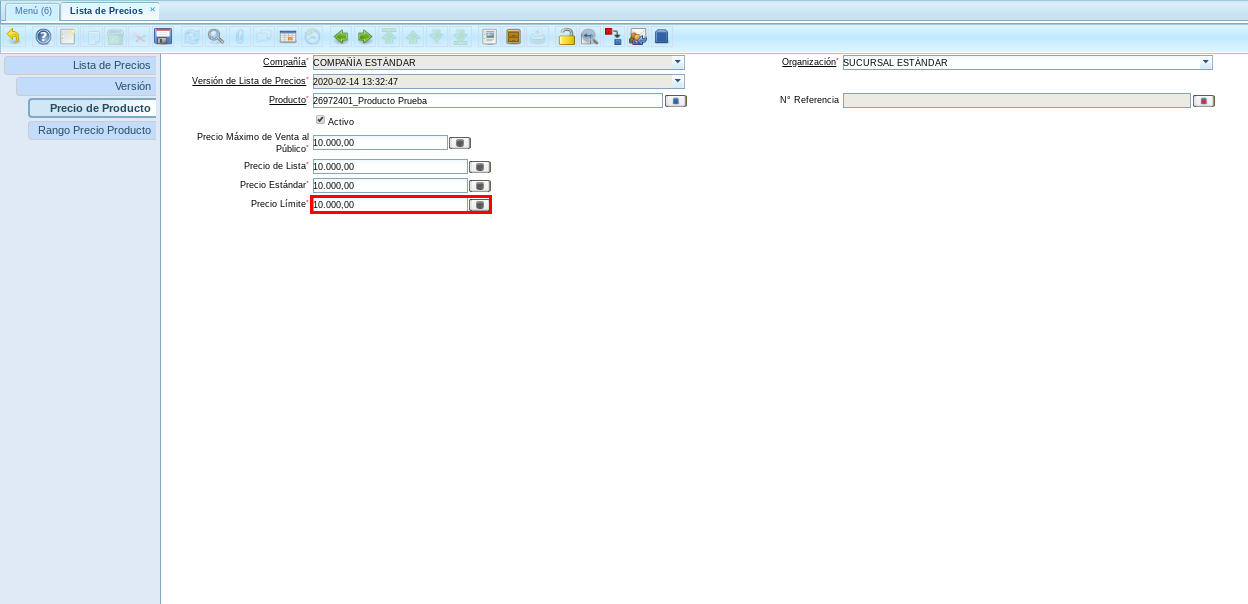 Menú (6)
Lista de Precios
Lista de Precios
Versión
Precio de Producto
Rango Precio Producto
Compañía* COMPAÑÍA ESTÁNDAR
Organización* SUCURSAL ESTÁNDAR
Versión de Lista de Precios* 2020-02-14 13:32:47
Producto* 26972401_Producto Prueba
N° Referencia
Activo
Precio Máximo de Venta al
Público* 10.000,00
Precio de Lista* 10.000,00
Precio Estándar* 10.000,00
Precio Límite* 10.000,00